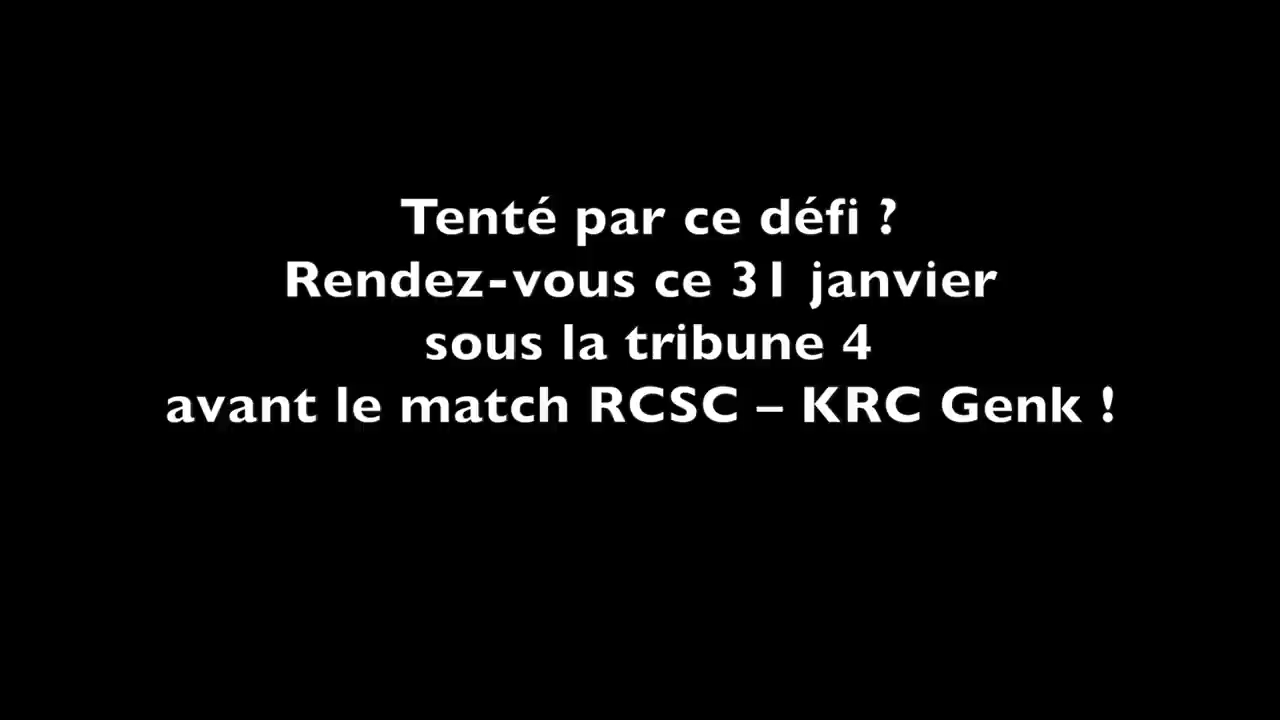 Tenté par ce défi ?
Rendez-vous ce 31 janvier
sous la tribune 4
avant le match RCSC – KRC Genk !